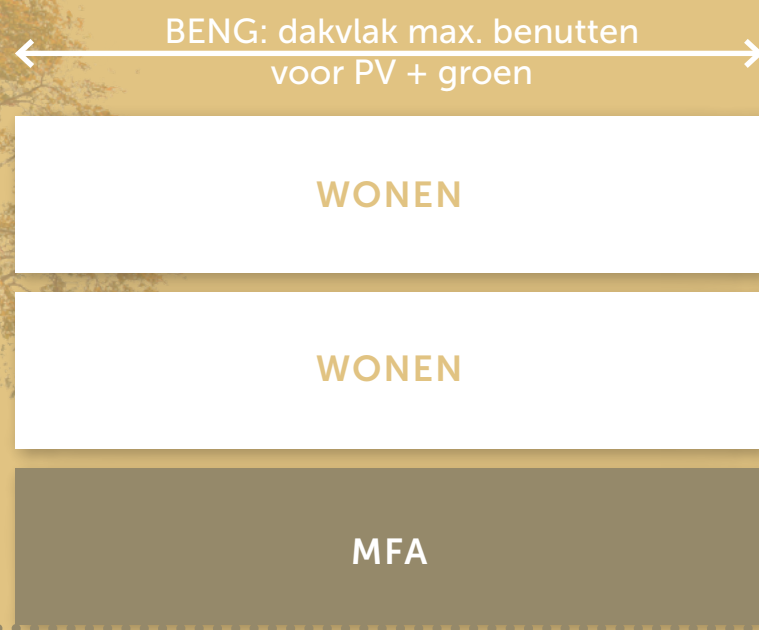 BENG: dakvlak max. benutten
voor PV + groen
WONEN
WONEN
MFA